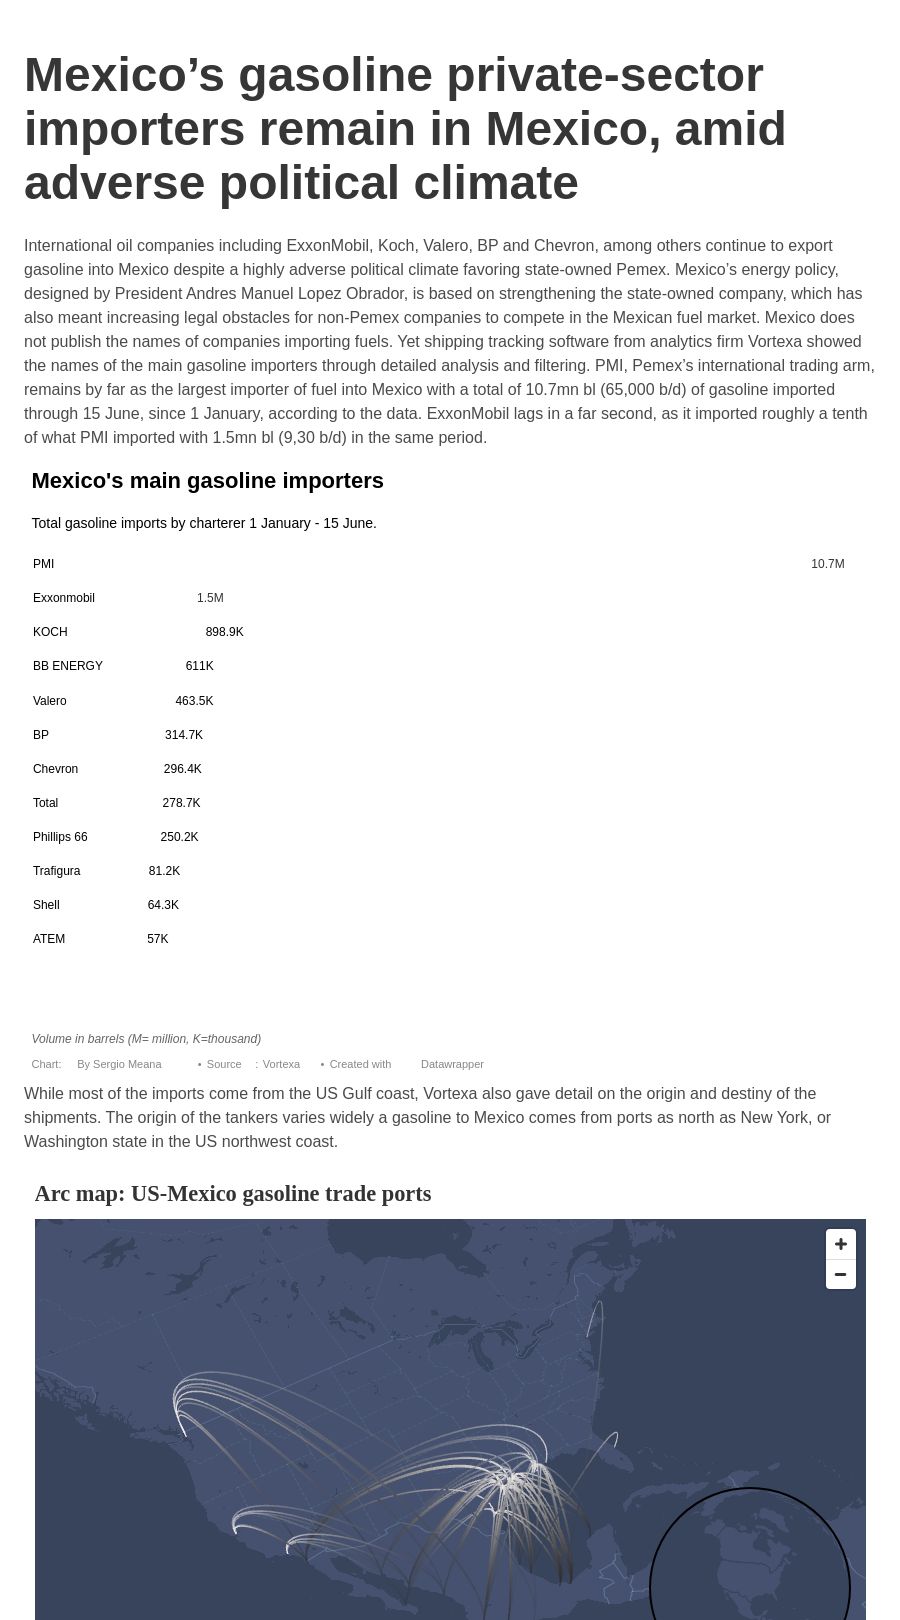 Mexico’s gasoline private-sector
importers remain in Mexico, amid
adverse political climate
International oil companies including ExxonMobil, Koch, Valero, BP and Chevron, among others continue to export
gasoline into Mexico despite a highly adverse political climate favoring state-owned Pemex. Mexico’s energy policy,
designed by President Andres Manuel Lopez Obrador, is based on strengthening the state-owned company, which has
also meant increasing legal obstacles for non-Pemex companies to compete in the Mexican fuel market. Mexico does
not publish the names of companies importing fuels. Yet shipping tracking software from analytics firm Vortexa showed
the names of the main gasoline importers through detailed analysis and filtering. PMI, Pemex’s international trading arm,
remains by far as the largest importer of fuel into Mexico with a total of 10.7mn bl (65,000 b/d) of gasoline imported
through 15 June, since 1 January, according to the data. ExxonMobil lags in a far second, as it imported roughly a tenth
of what PMI imported with 1.5mn bl (9,30 b/d) in the same period.
Mexico's main gasoline importers
Total gasoline imports by charterer 1 January - 15 June.
PMI 10.7M
Exxonmobil 1.5M
KOCH 898.9K
BB ENERGY 611K
Valero 463.5K
BP 314.7K
Chevron 296.4K
Total 278.7K
Phillips 66 250.2K
Trafigura 81.2K
Shell 64.3K
ATEM 57K
Volume in barrels (M= million, K=thousand)
Chart: By Sergio Meana • Source : Vortexa • Created with Datawrapper
While most of the imports come from the US Gulf coast, Vortexa also gave detail on the origin and destiny of the
shipments. The origin of the tankers varies widely a gasoline to Mexico comes from ports as north as New York, or
Washington state in the US northwest coast.
Arc map: US-Mexico gasoline trade ports